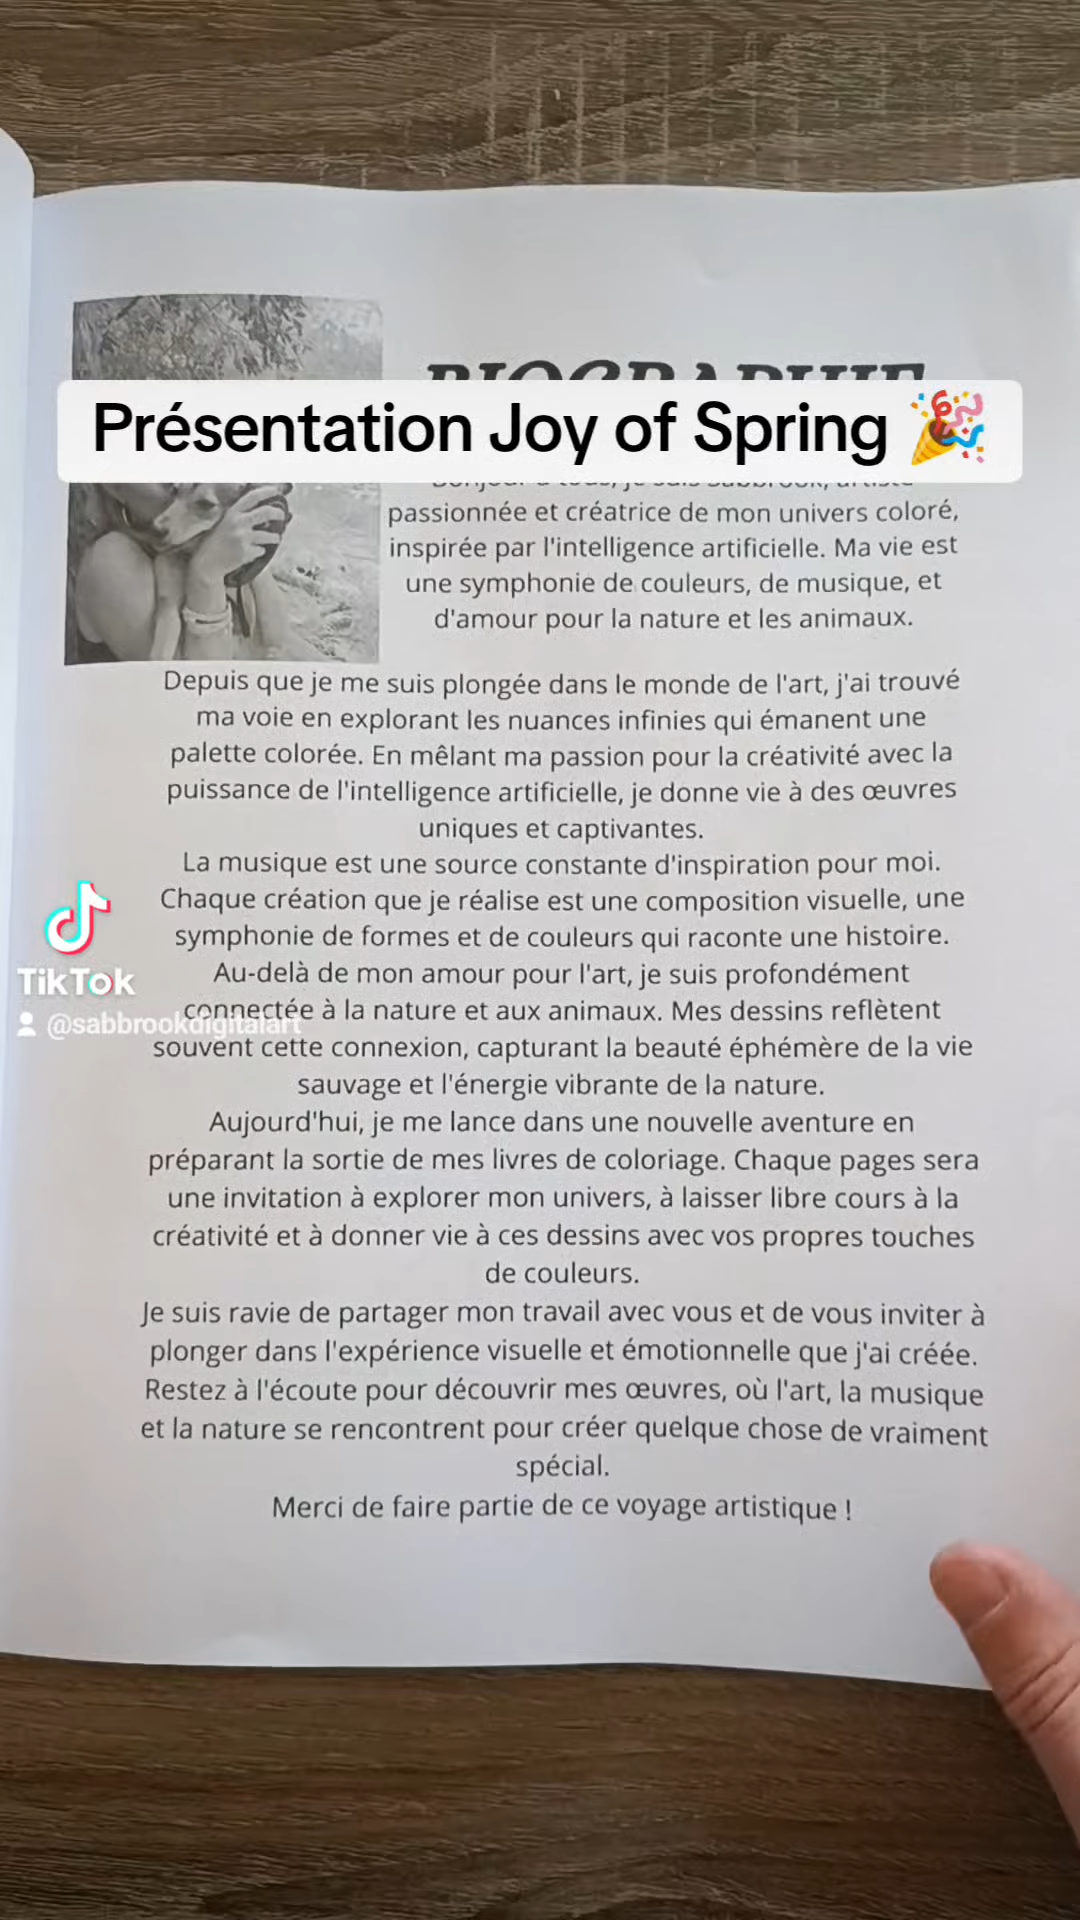 BIOGRAPHIE
Présentation Joy of Spring 🎉
passionnée et créatrice de mon univers coloré,
inspirée par l'intelligence artificielle. Ma vie est
une symphonie de couleurs, de musique, et
d'amour pour la nature et les animaux.
Depuis que je me suis plongée dans le monde de l'art, j'ai trouvé
ma voie en explorant les nuances infinies qui émanent une
palette colorée. En mêlant ma passion pour la créativité avec la
puissance de l'intelligence artificielle, je donne vie à des œuvres
uniques et captivantes.
La musique est une source constante d'inspiration pour moi.
Chaque création que je réalise est une composition visuelle, une
symphonie de formes et de couleurs qui raconte une histoire.
Au-delà de mon amour pour l'art, je suis profondément
connectée à la nature et aux animaux. Mes dessins reflètent
souvent cette connexion, capturant la beauté éphémère de la vie
sauvage et l'énergie vibrante de la nature.
Aujourd'hui, je me lance dans une nouvelle aventure en
préparant la sortie de mes livres de coloriage. Chaque pages sera
une invitation à explorer mon univers, à laisser libre cours à la
créativité et à donner vie à ces dessins avec vos propres touches
de couleurs.
Je suis ravie de partager mon travail avec vous et de vous inviter à
plonger dans l'expérience visuelle et émotionnelle que j'ai créée.
Restez à l'écoute pour découvrir mes œuvres, où l'art, la musique
et la nature se rencontrent pour créer quelque chose de vraiment
spécial.
Merci de faire partie de ce voyage artistique !
TikTok
@sabbrookdigitalart